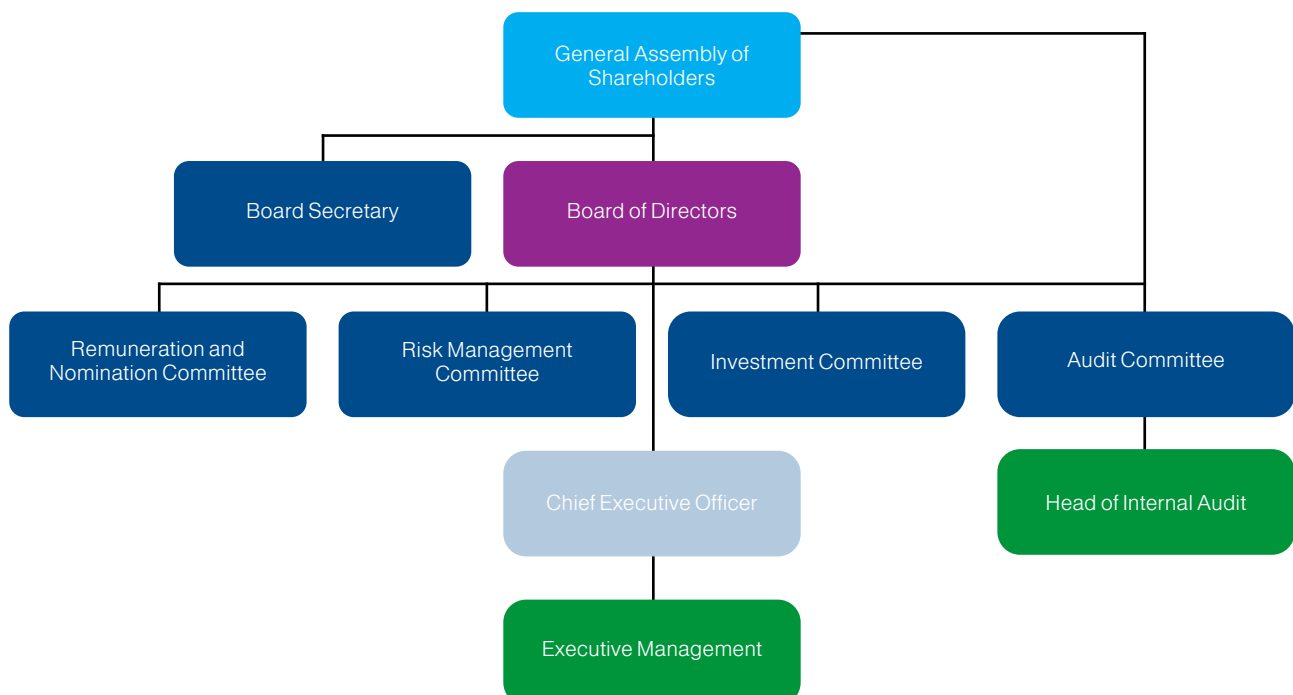 General Assembly of
Shareholders
Board Secretary
Board of Directors
Remuneration and
Nomination Committee
Risk Management
Committee
Investment Committee
Audit Committee
Chief Executive Officer
Head of Internal Audit
Executive Management